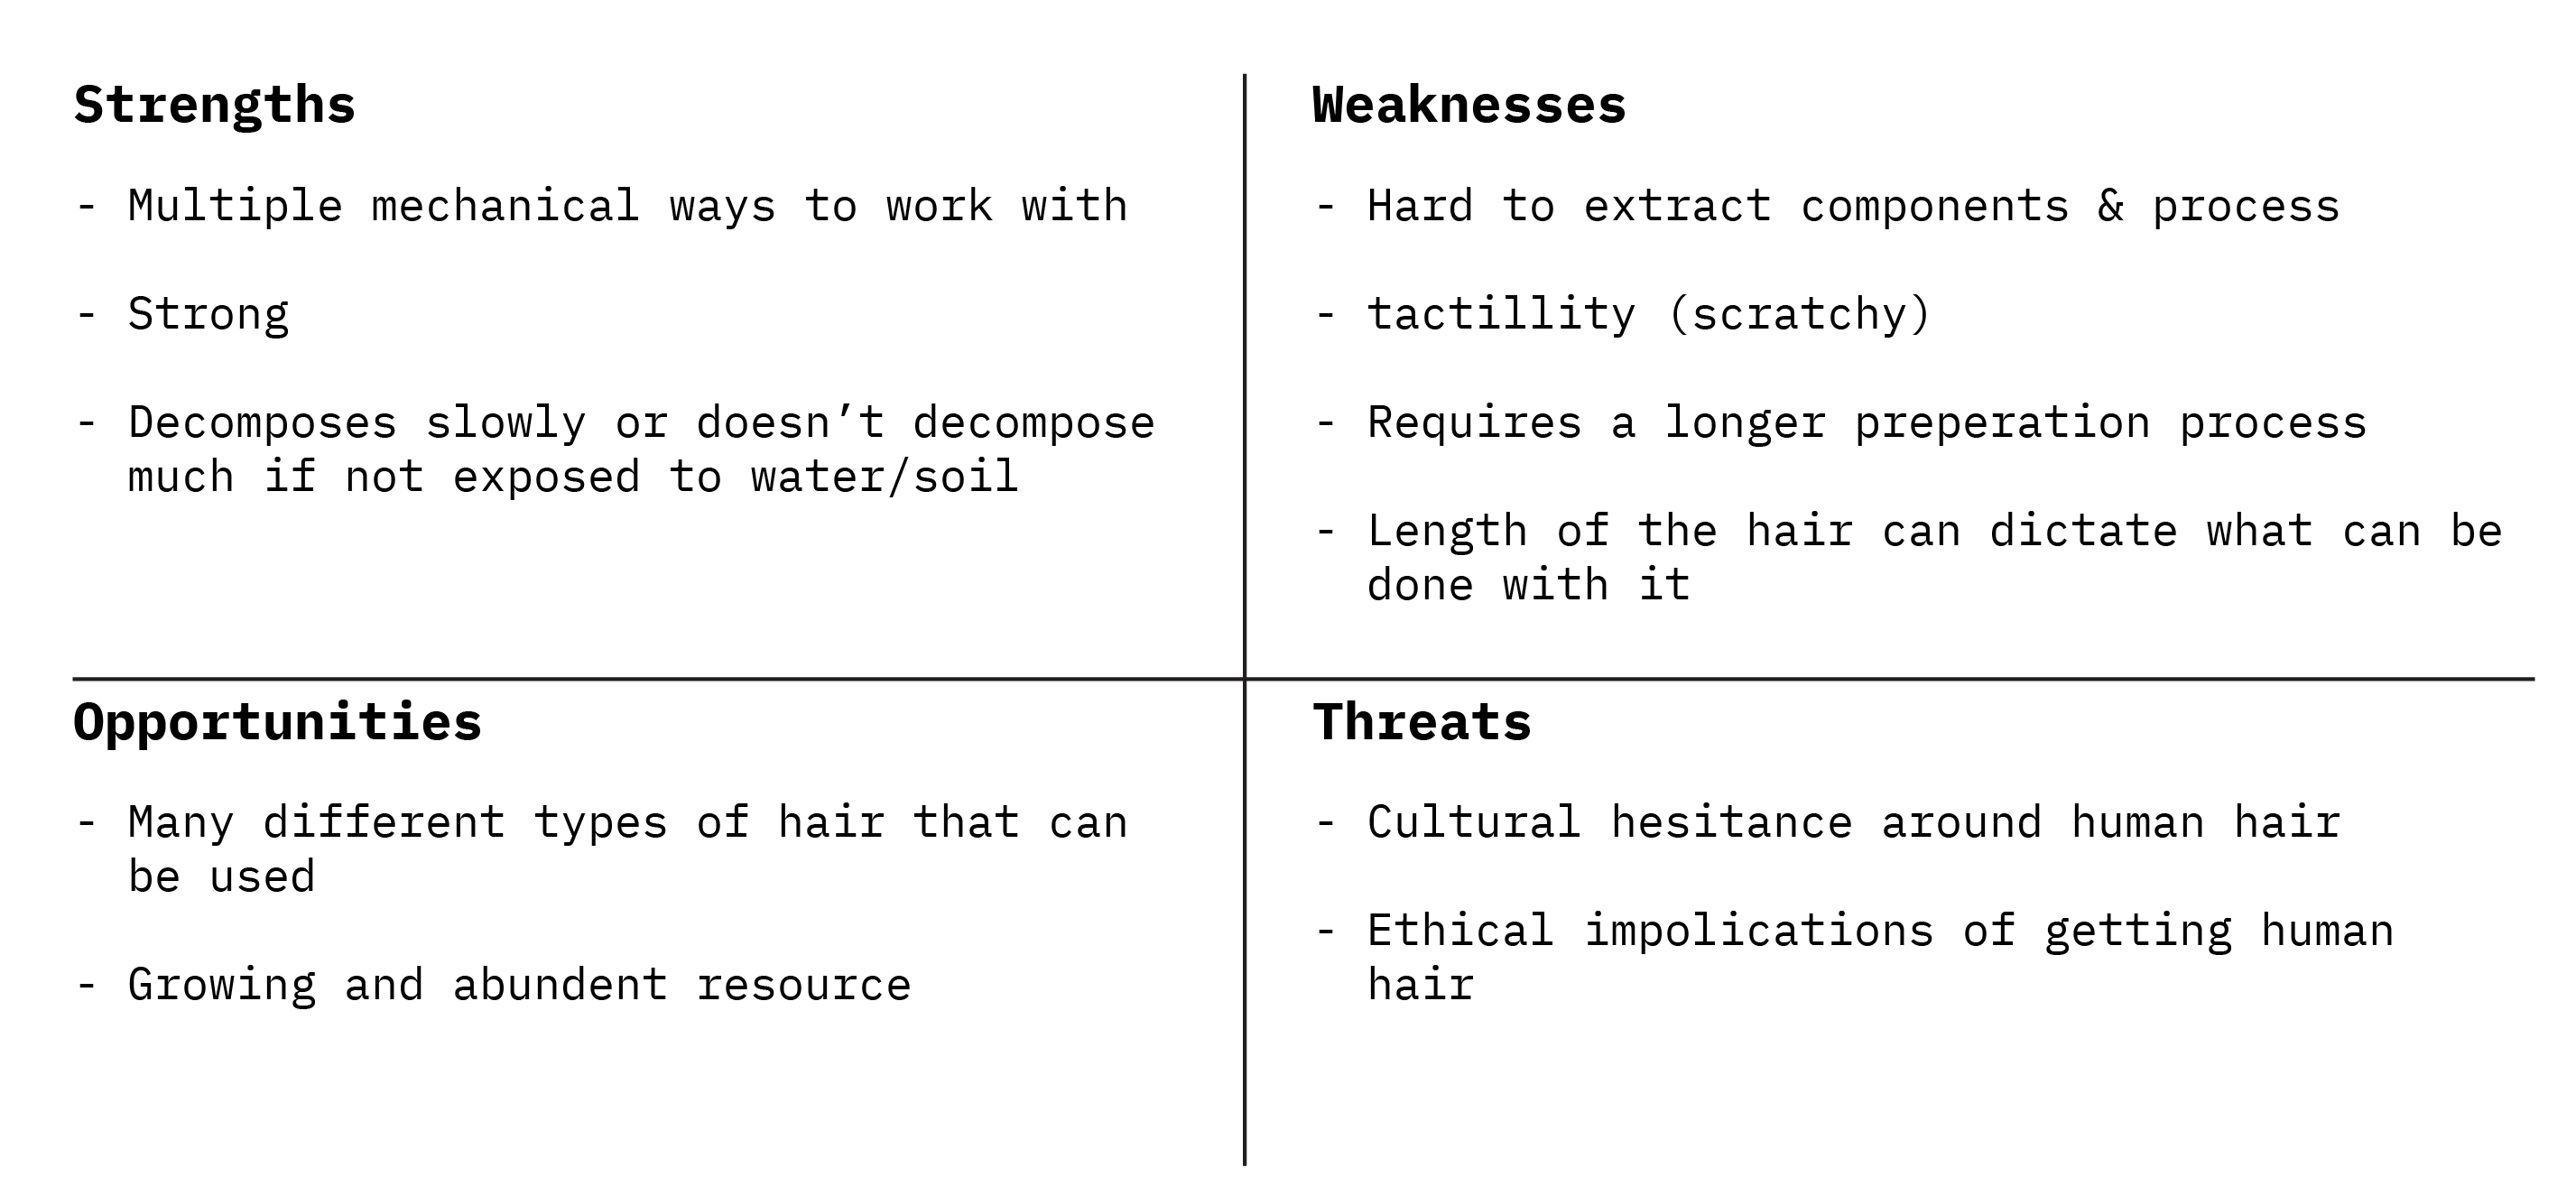 Strengths
- Multiple mechanical ways to work with
- Strong
- Decomposes slowly or doesn’t decompose
much if not exposed to water/soil
Weaknesses
- Hard to extract components & process
- tactillity (scratchy)
- Requires a longer preperation process
- Length of the hair can dictate what can be
done with it
Opportunities
- Many different types of hair that can
be used
- Growing and abundent resource
Threats
- Cultural hesitance around human hair
- Ethical impolications of getting human
hair